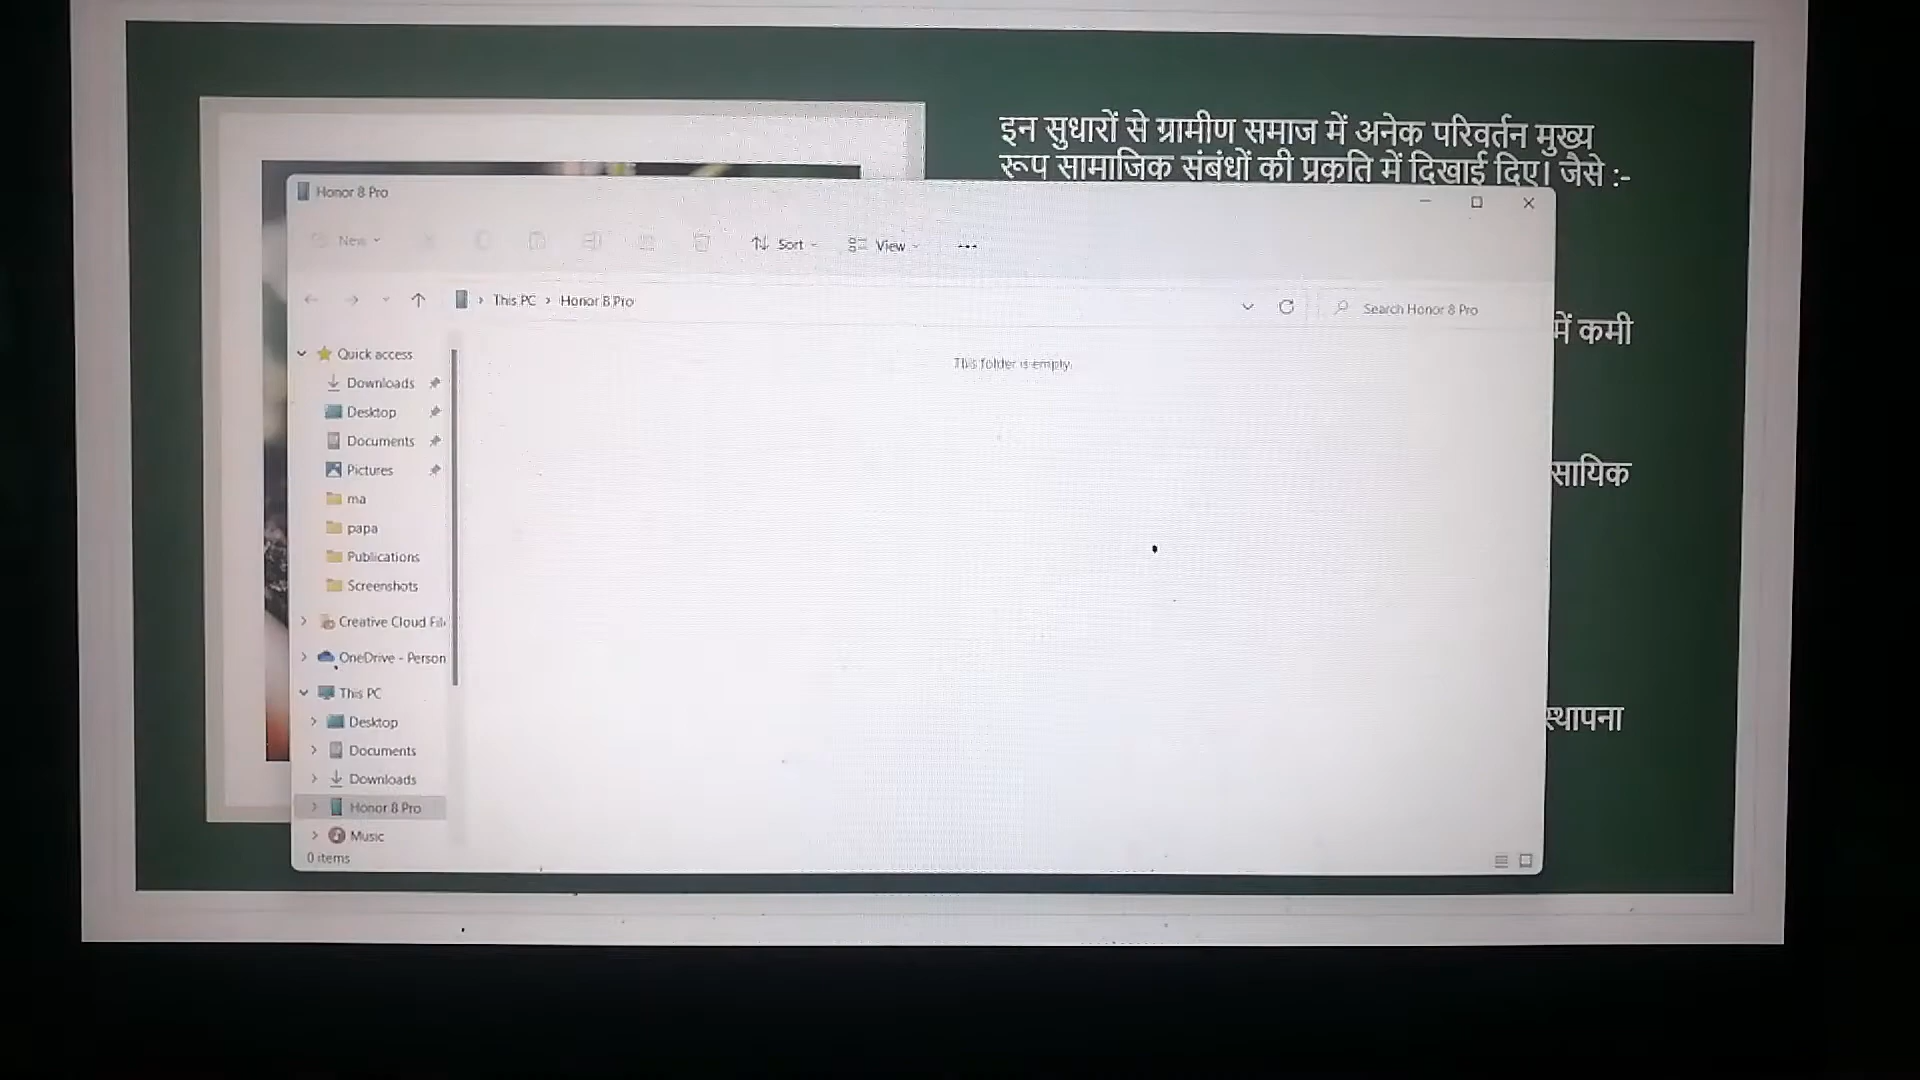 इन सुधारों से ग्रामीण समाज में अनेक परिवर्तन मुख्य
रूप सामाजिक संबंधों की प्रकृति में दिखाई दिए। जैसे :-
Honor 8 Pro
New
Sort
View
This PC > Honor 8 Pro
Search Honor 8 Pro
This folder is empty.
Quick access
Downloads
Desktop
Documents
Pictures
ma
papa
Publications
Screenshots
Creative Cloud Fil
OneDrive - Person
This PC
Desktop
Documents
Downloads
Honor 8 Pro
Music
0 items
में कमी
सायिक
स्थापना